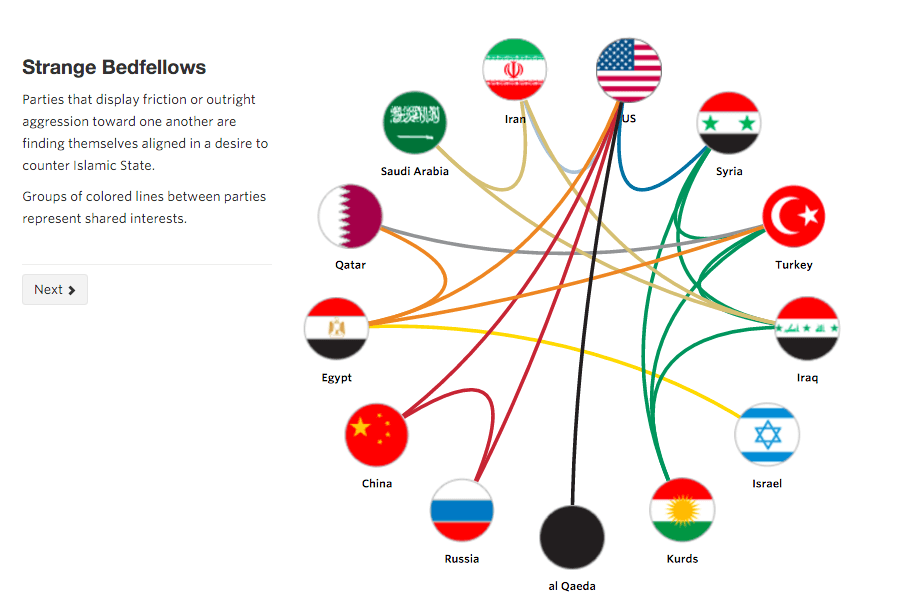 Strange Bedfellows
Parties that display friction or outright
aggression toward one another are
finding themselves aligned in a desire to
counter Islamic State.
Groups of colored lines between parties
represent shared interests.
Next
Iran
US
Saudi Arabia
Syria
Qatar
Turkey
Egypt
Iraq
China
Israel
Russia
Kurds
al Qaeda